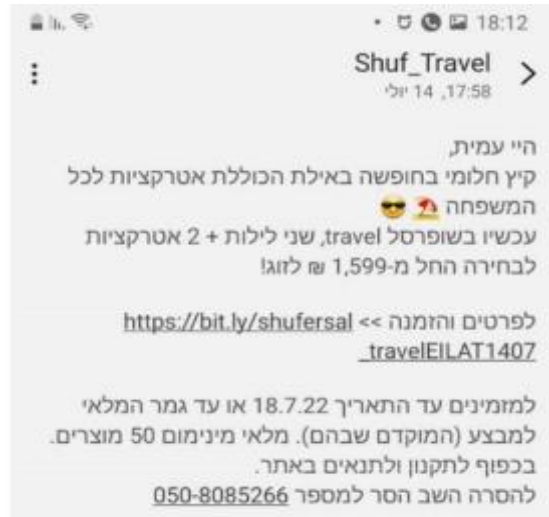 18:12
Shuf_Travel
17:58, 14 יולי
היי עמית,
קיץ חלומי בחופשה באילת הכוללת אטרקציות לכל
המשפחה 🏖️ 😎
עכשיו בשופרסל travel, שני לילות + 2 אטרקציות
לבחירה החל מ-1,599 ₪ לזוג!
לפרטים והזמנה >> https://bit.ly/shufersal
_travelEILAT1407
למזמינים עד התאריך 18.7.22 או עד גמר המלאי
למבצע (המוקדם שבהם). מלאי מינימום 50 מוצרים.
בכפוף לתקנון ולתנאים באתר.
להסרה השב הסר למספר 050-8085266